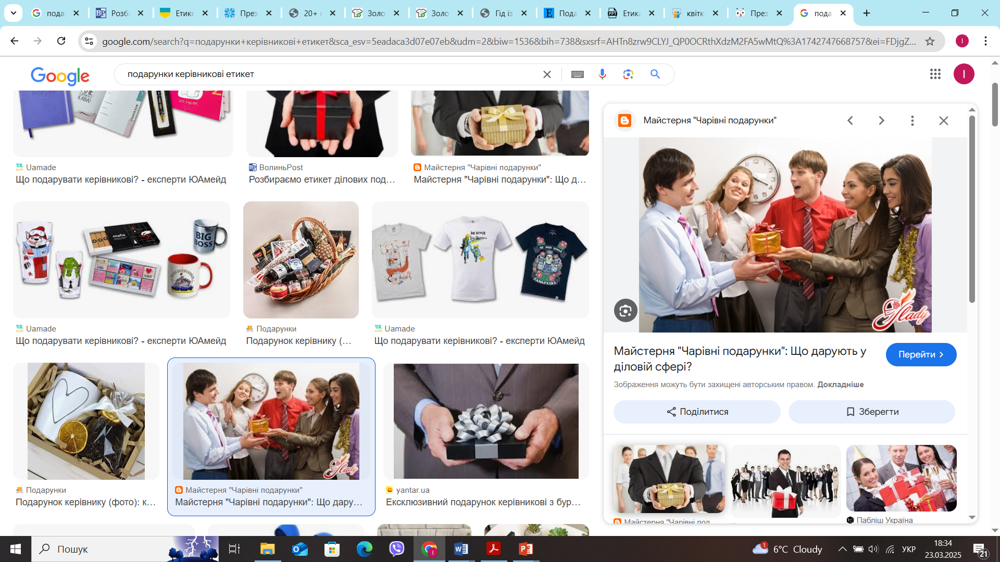 пода
Розб
Етике
През
20+
Золо
Золо
Гід із
Пода
Етика
квітк
През
пода
google.com/search?q=подарунки+керівникові+етикет&sca_esv=5eadaca3d07e07eb&udm=2&biw=1536&bih=738&sxsrf=AHTn8zrw9CLYJ_QP0OCRthXdzM2FA5wMtQ%3A1742747668757&ei=FDjgZ...
I
Google
подарунки керівникові етикет
I
КАВА!
Uamade
Що подарувати керівникові? - експерти ЮАмейд
ВолиньPost
Розбираємо етикет ділових под...
Майстерня "Чарівні подарунки"
Майстерня "Чарівні подарунки": Що д...
mafia
BIG
BOSS
Uamade
Що подарувати керівникові? - експерти ЮАмейд
Подарунки
Подарунок керівнику (...
Uamade
Що подарувати керівникові? - експерти ЮАмейд
Подарунки
Подарунок керівнику (фото): к...
Майстерня "Чарівні подарунки"
Майстерня "Чарівні подарунки": Що дару...
yantar.ua
Ексклюзивний подарунок керівникові з бур...
Майстерня "Чарівні подарунки"
Майстерня "Чарівні подарунки": Що дарують у
діловій сфері?
Перейти
Зображення можуть бути захищені авторським правом. Докладніше
Поділитися
Зберегти
Майстерня "Чарівні под
Пабліш Україна
Пошук
1
6°C Cloudy
УКР
18:34
23.03.2025
21